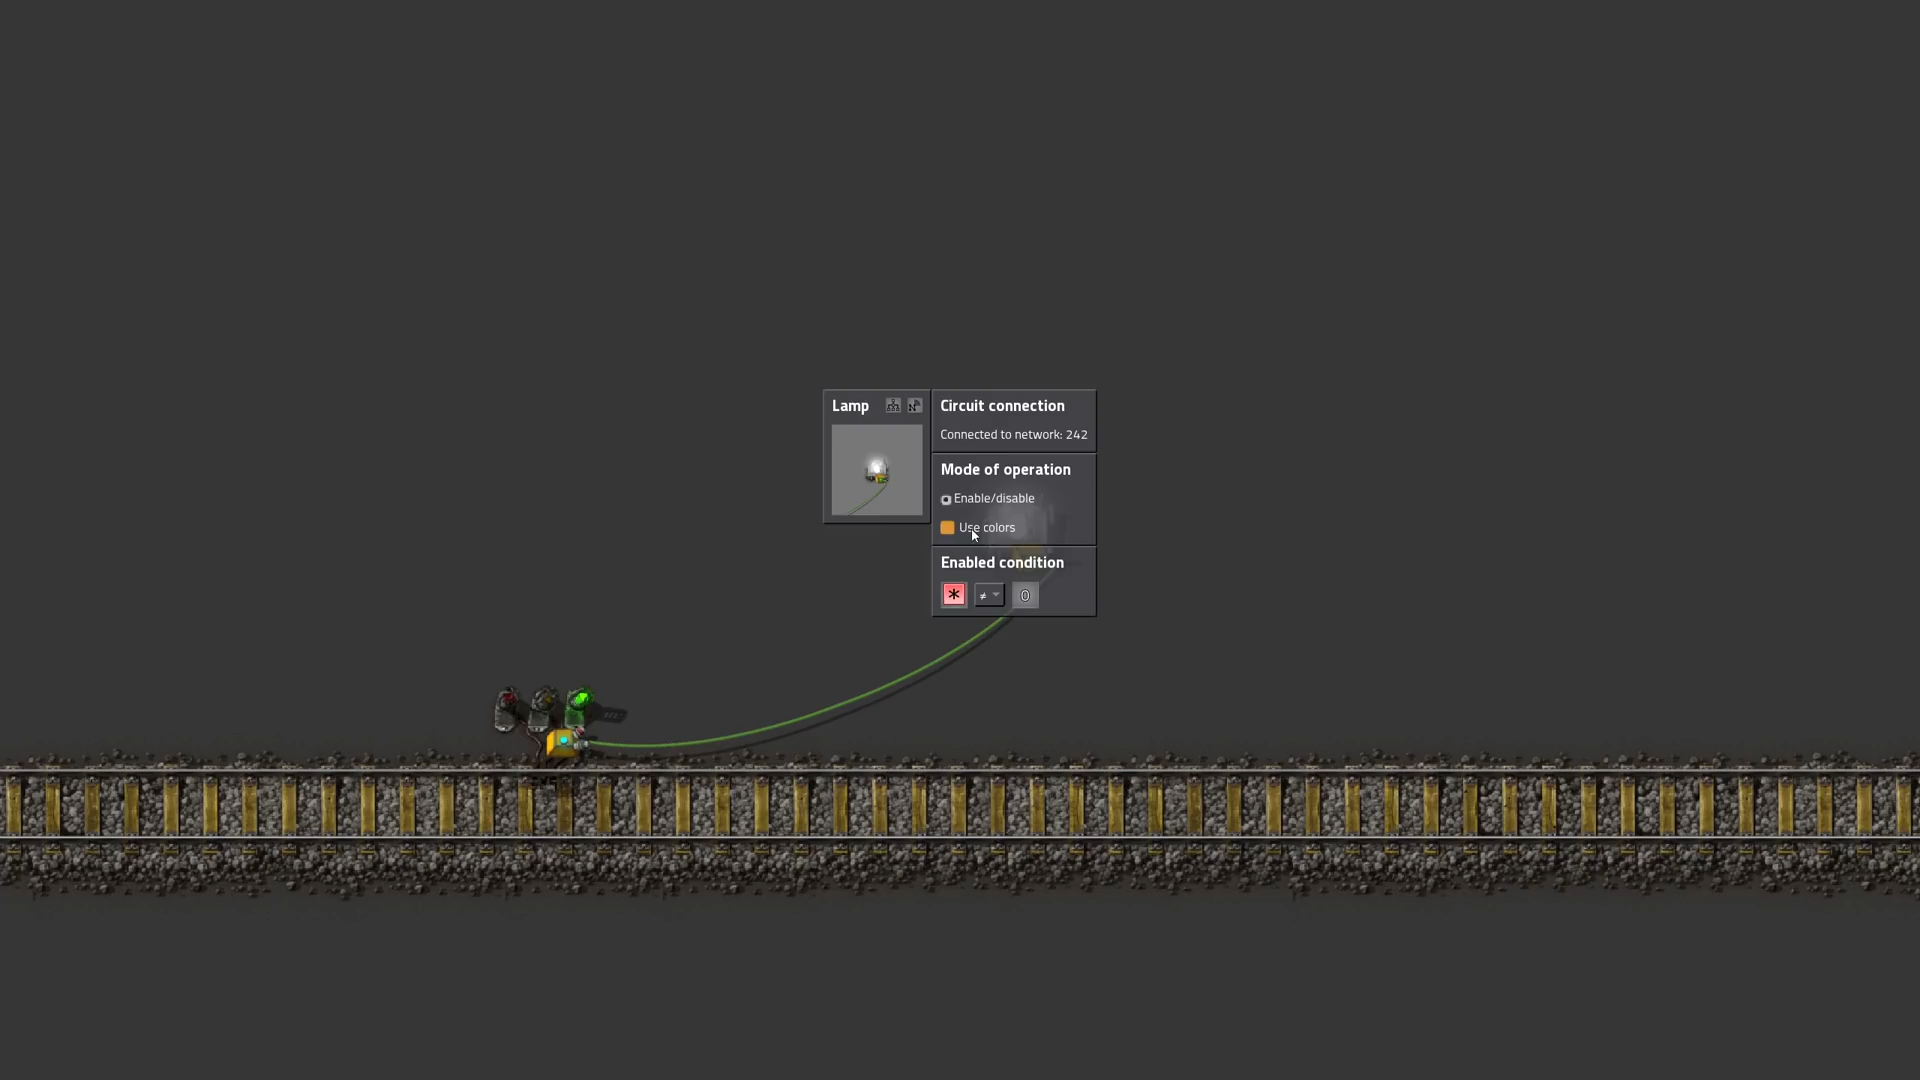 Lamp
Circuit connection
Connected to network: 242
Mode of operation
Enable/disable
Use colors
Enabled condition
* ≠ 0